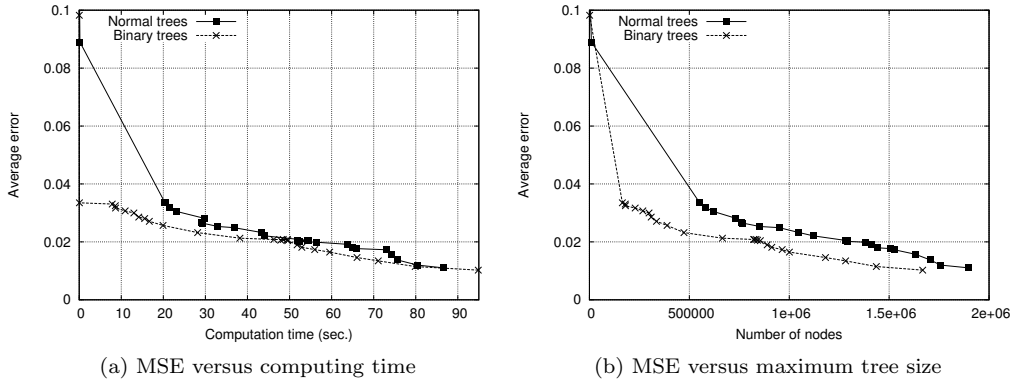 0.1
0.08
0.06
0.04
0.02
0
Average error
Normal trees
Binary trees
0 10 20 30 40 50 60 70 80 90
Computation time (sec.)
(a) MSE versus computing time
0.1
0.08
0.06
0.04
0.02
0
Average error
Normal trees
Binary trees
0 500000 1e+06 1.5e+06 2e+06
Number of nodes
(b) MSE versus maximum tree size